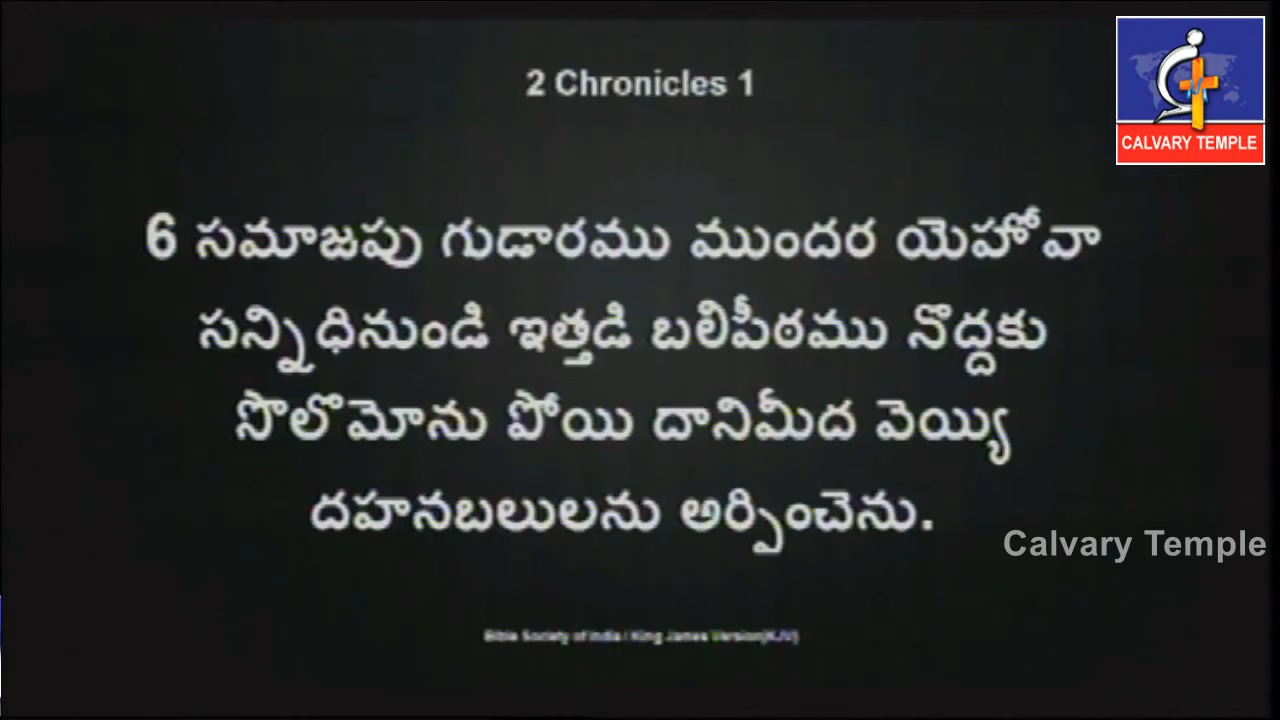 2 Chronicles 1
CALVARY TEMPLE
6 సమాజపు గుడారము ముందర యెహోవా
సన్నిధినుండి ఇత్తడి బలిపీఠము నొద్దకు
సొలొమోను పోయి దానిమీద వెయ్యి
దహనబలులను అర్పించెను.
Calvary Temple
Bible Society of India / King James Version(KJV)